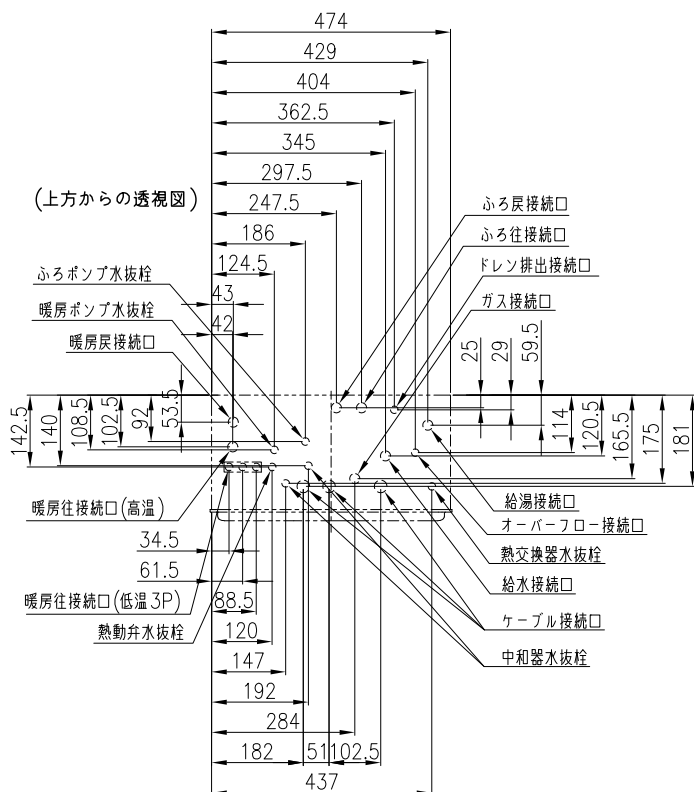 474
429
404
362.5
345
297.5
247.5
(上方からの透視図)
186
124.5
43
42
ふろ戻接続口
ふろ往接続口
ドレン排出接続口
ガス接続口
ふろポンプ水抜栓
暖房ポンプ水抜栓
暖房戻接続口
142.5
140
108.5
102.5
92
53.5
25
29
59.5
114
120.5
165.5
175
181
暖房往接続口(高温)
34.5
61.5
暖房往接続口(低温3P)
88.5
熱動弁水抜栓
120
147
192
284
182
51
102.5
437
給湯接続口
オーバーフロー接続口
熱交換器水抜栓
給水接続口
ケーブル接続口
中和器水抜栓